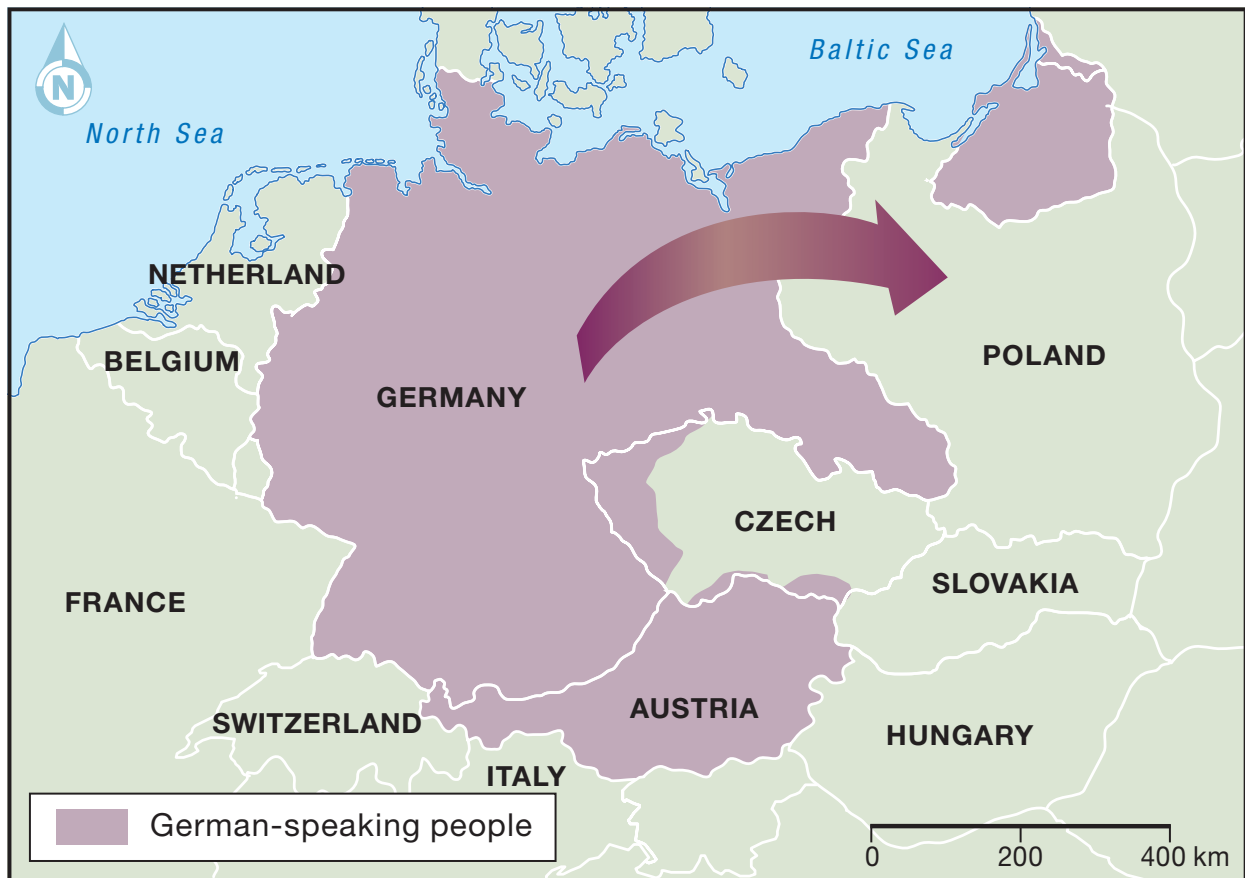 N
North Sea
Baltic Sea
NETHERLAND
BELGIUM
GERMANY
POLAND
CZECH
FRANCE
SLOVAKIA
SWITZERLAND
AUSTRIA
HUNGARY
ITALY
German-speaking people
0 200 400 km